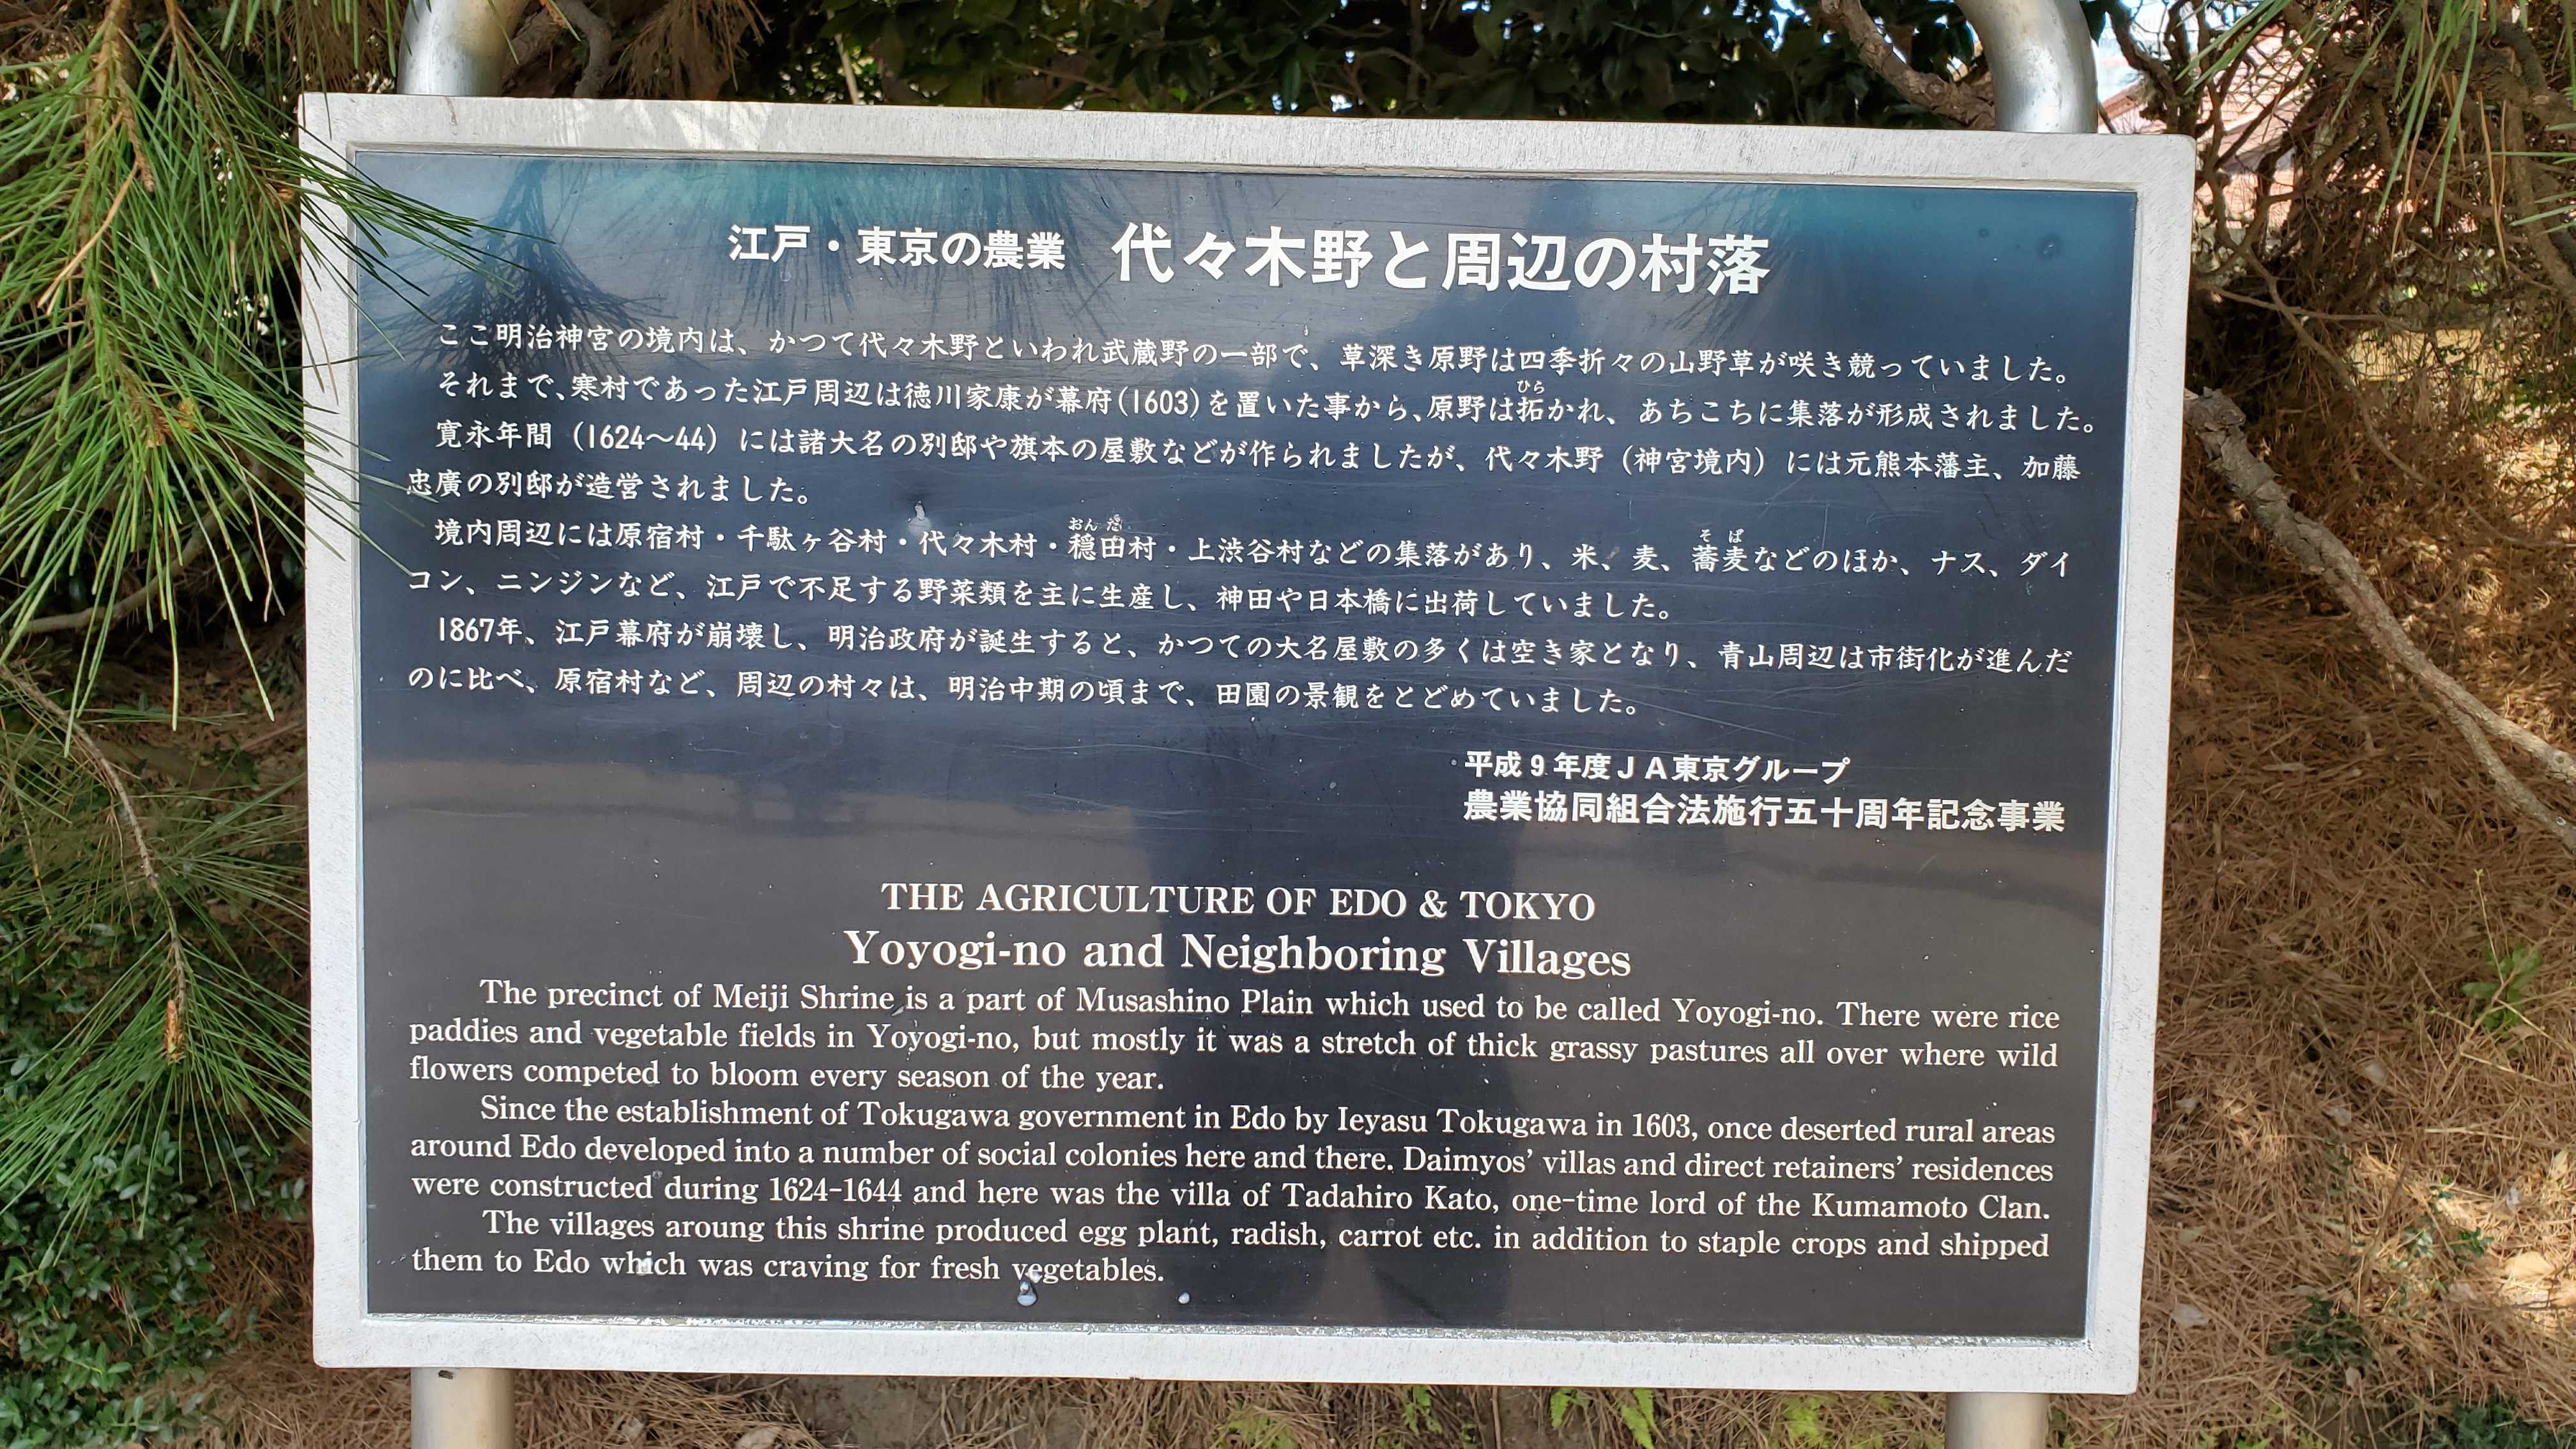 江戸・東京の農業 代々木野と周辺の村落
ここ明治神宮の境内は、かつて代々木野といわれ武蔵野の一部で、草深き原野は四季折々の山野草が咲き競っていました。
それまで、寒村であった江戸周辺は徳川家康が幕府(1603)を置いた事から、原野は拓かれ、あちこちに集落が形成されました。
ひら
寛永年間（1624〜44）には諸大名の別邸や旗本の屋敷などが作られましたが、代々木野（神宮境内）には元熊本藩主、加藤
忠廣の別邸が造営されました。
おんだ
そば
境内周辺には原宿村・千駄ヶ谷村・代々木村・穏田村・上渋谷村などの集落があり、米、麦、蕎麦などのほか、ナス、ダイ
コン、ニンジンなど、江戸で不足する野菜類を主に生産し、神田や日本橋に出荷していました。
1867年、江戸幕府が崩壊し、明治政府が誕生すると、かつての大名屋敷の多くは空き家となり、青山周辺は市街化が進んだ
のに比べ、原宿村など、周辺の村々は、明治中期の頃まで、田園の景観をとどめていました。
平成9年度JA東京グループ
農業協同組合法施行五十周年記念事業
THE AGRICULTURE OF EDO & TOKYO
Yoyogi-no and Neighboring Villages
The precinct of Meiji Shrine is a part of Musashino Plain which used to be called Yoyogi-no. There were rice
paddies and vegetable fields in Yoyogi-no, but mostly it was a stretch of thick grassy pastures all over where wild
flowers competed to bloom every season of the year.
Since the establishment of Tokugawa government in Edo by Ieyasu Tokugawa in 1603, once deserted rural areas
around Edo developed into a number of social colonies here and there. Daimyos' villas and direct retainers' residences
were constructed during 1624-1644 and here was the villa of Tadahiro Kato, one-time lord of the Kumamoto Clan.
The villages aroung this shrine produced egg plant, radish, carrot etc. in addition to staple crops and shipped
them to Edo which was craving for fresh vegetables.